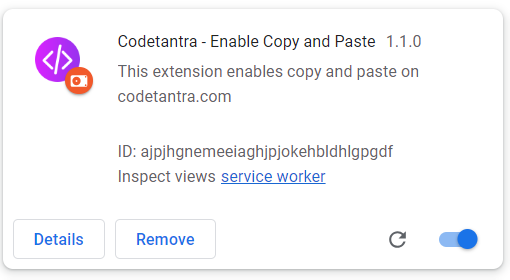 Codetantra - Enable Copy and Paste 1.1.0
This extension enables copy and paste on
codetantra.com
ID: ajpjhgnemeeiaghjpjokehbldhlgpgdf
Inspect views service worker
Details Remove